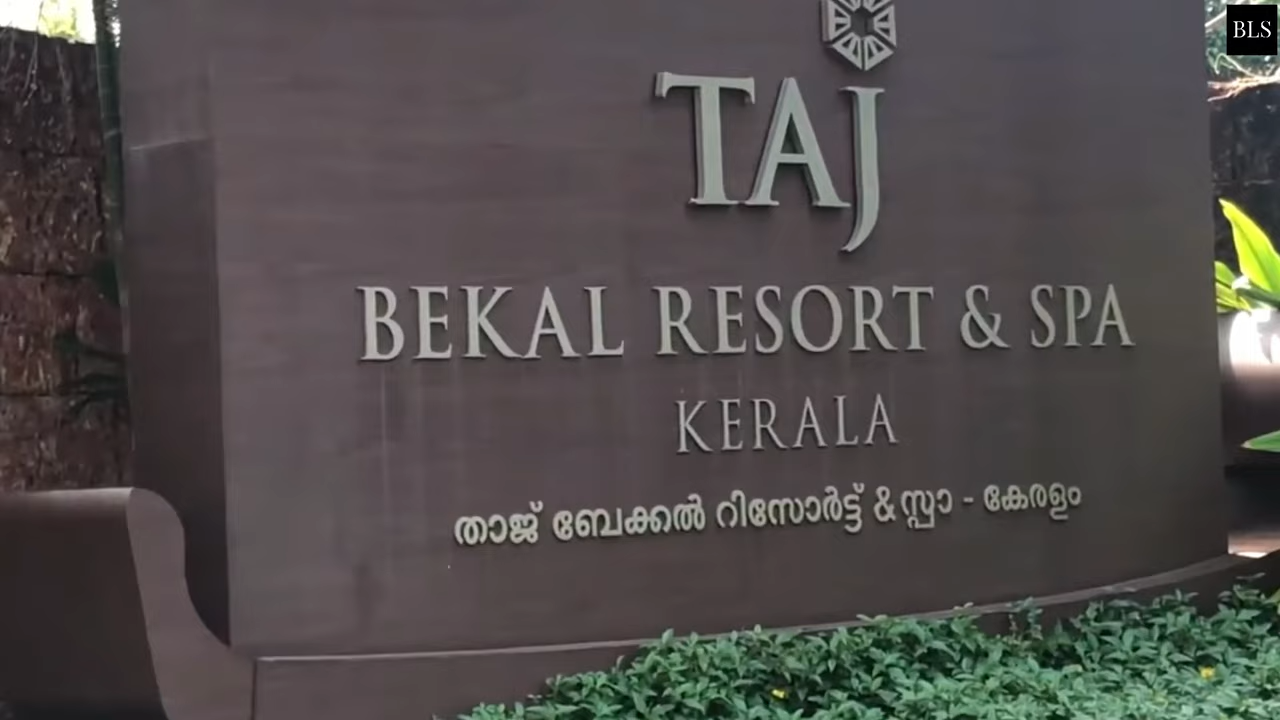 BLS
TAJ
BEKAL RESORT & SPA
KERALA
താജ് ബേക്കൽ റിസോർട്ട് & സ്പാ - കേരളം